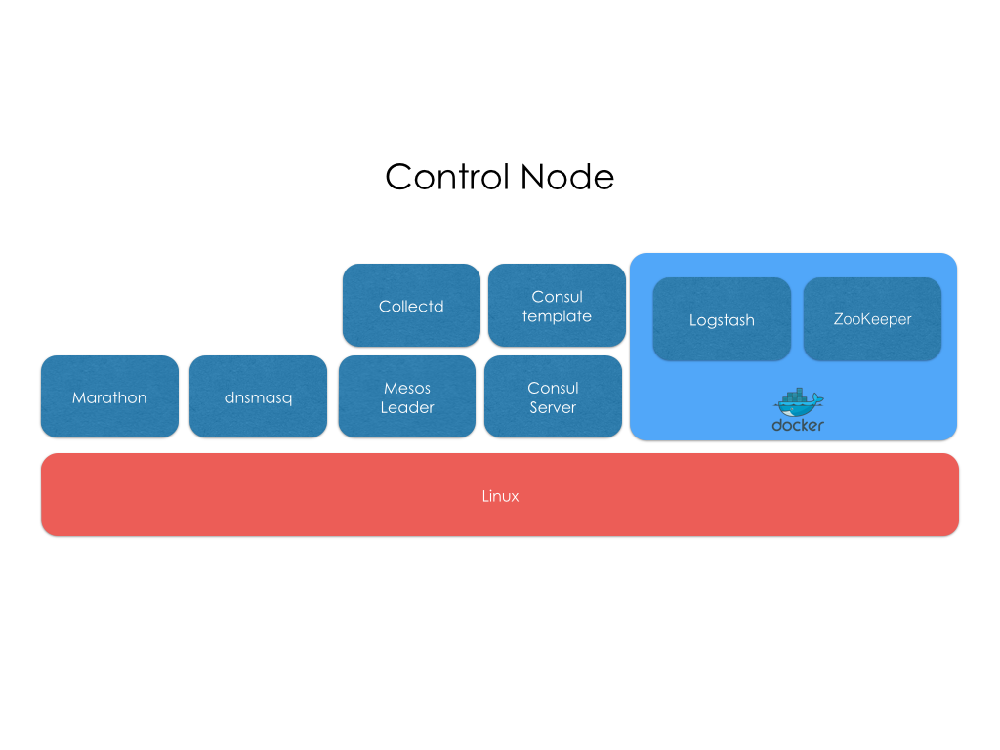 Control Node
Collectd
Consul
template
Logstash
ZooKeeper
Marathon
dnsmasq
Mesos
Leader
Consul
Server
docker
Linux